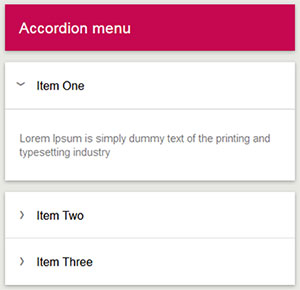 Accordion menu
Item One
Lorem Ipsum is simply dummy text of the printing and
typesetting industry
Item Two
Item Three